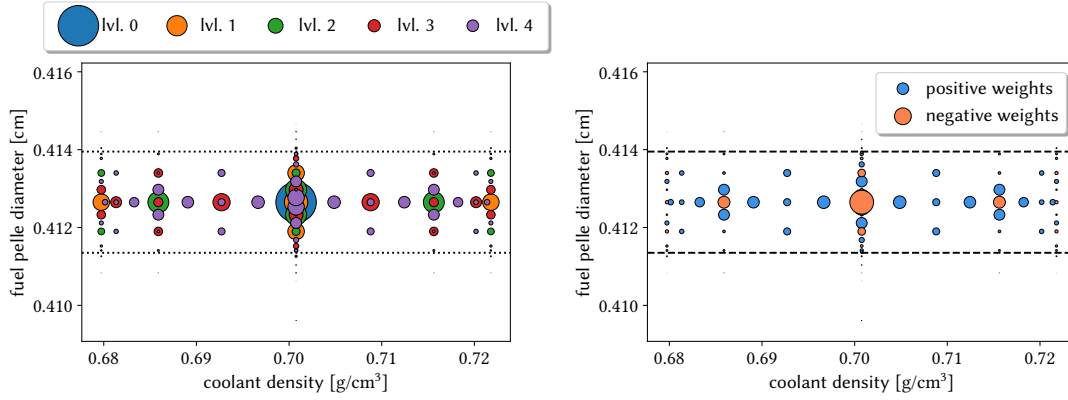 lvl. 0 lvl. 1 lvl. 2 lvl. 3 lvl. 4
0.416
0.414
0.412
0.410
fuel pelle diameter [cm]
0.68 0.69 0.70 0.71 0.72
coolant density [g/cm³]
positive weights
negative weights
0.416
0.414
0.412
0.410
fuel pelle diameter [cm]
0.68 0.69 0.70 0.71 0.72
coolant density [g/cm³]